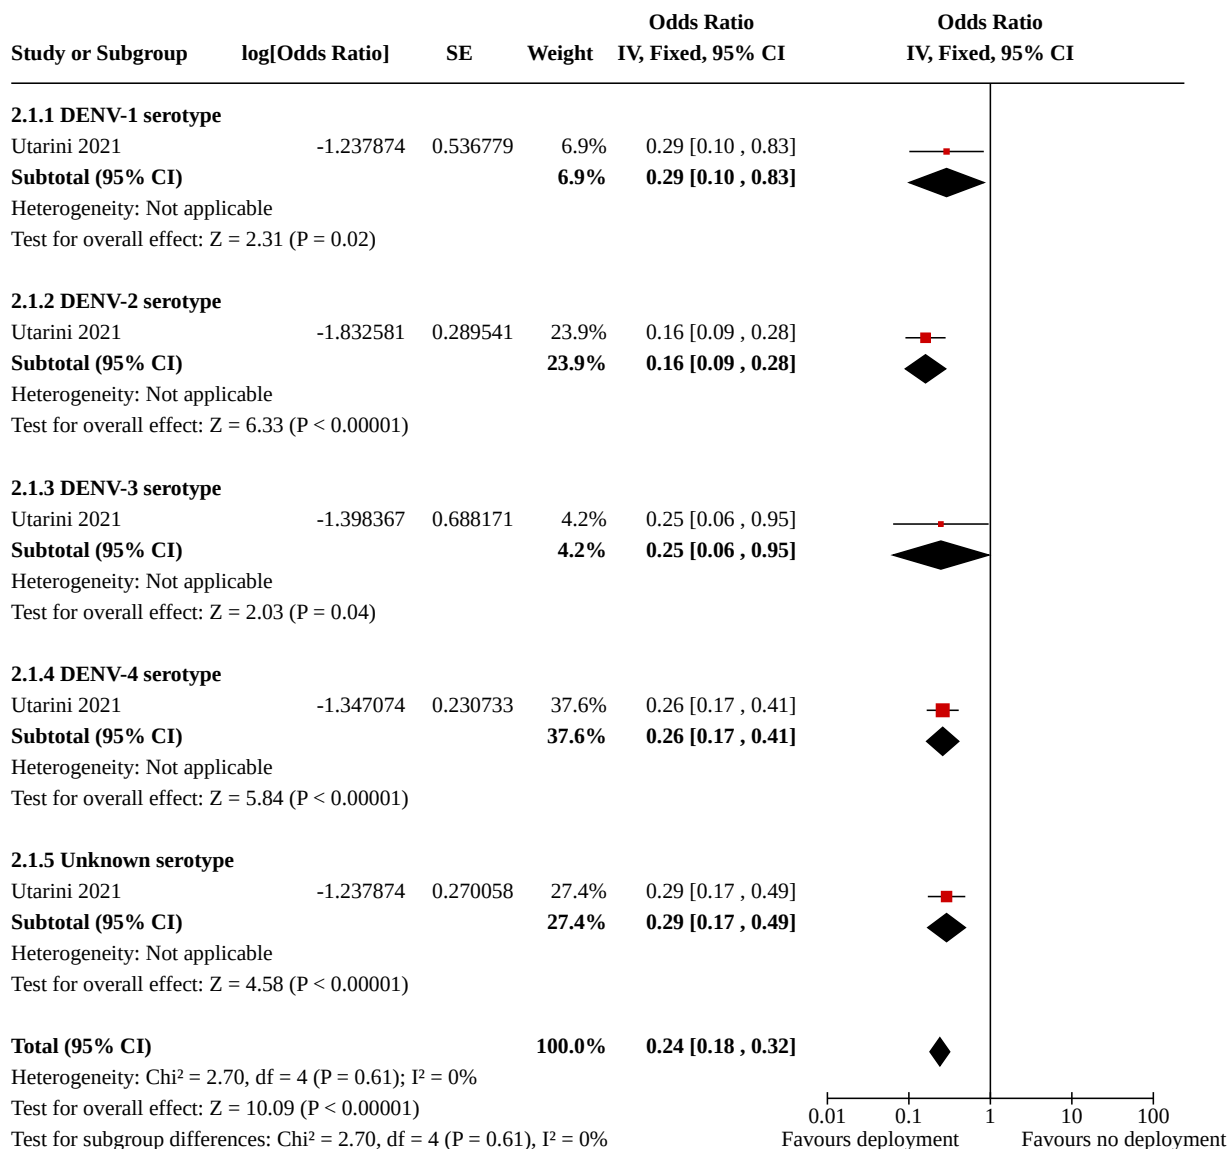 Odds Ratio Odds Ratio
Study or Subgroup log[Odds Ratio] SE Weight IV, Fixed, 95% CI IV, Fixed, 95% CI
2.1.1 DENV-1 serotype
Utarini 2021 -1.237874 0.536779 6.9% 0.29 [0.10 , 0.83]
Subtotal (95% CI) 6.9% 0.29 [0.10 , 0.83]
Heterogeneity: Not applicable
Test for overall effect: Z = 2.31 (P = 0.02)
2.1.2 DENV-2 serotype
Utarini 2021 -1.832581 0.289541 23.9% 0.16 [0.09 , 0.28]
Subtotal (95% CI) 23.9% 0.16 [0.09 , 0.28]
Heterogeneity: Not applicable
Test for overall effect: Z = 6.33 (P < 0.00001)
2.1.3 DENV-3 serotype
Utarini 2021 -1.398367 0.688171 4.2% 0.25 [0.06 , 0.95]
Subtotal (95% CI) 4.2% 0.25 [0.06 , 0.95]
Heterogeneity: Not applicable
Test for overall effect: Z = 2.03 (P = 0.04)
2.1.4 DENV-4 serotype
Utarini 2021 -1.347074 0.230733 37.6% 0.26 [0.17 , 0.41]
Subtotal (95% CI) 37.6% 0.26 [0.17 , 0.41]
Heterogeneity: Not applicable
Test for overall effect: Z = 5.84 (P < 0.00001)
2.1.5 Unknown serotype
Utarini 2021 -1.237874 0.270058 27.4% 0.29 [0.17 , 0.49]
Subtotal (95% CI) 27.4% 0.29 [0.17 , 0.49]
Heterogeneity: Not applicable
Test for overall effect: Z = 4.58 (P < 0.00001)
Total (95% CI) 100.0% 0.24 [0.18 , 0.32]
Heterogeneity: Chi² = 2.70, df = 4 (P = 0.61); I² = 0%
Test for overall effect: Z = 10.09 (P < 0.00001)
0.01 0.1 1 10 100
Test for subgroup differences: Chi² = 2.70, df = 4 (P = 0.61), I² = 0% Favours deployment Favours no deployment